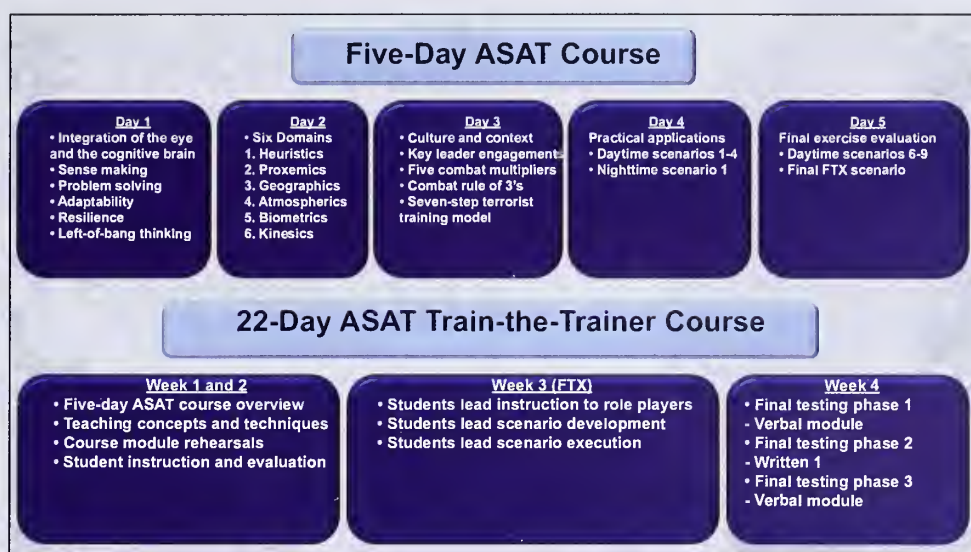 Five-Day ASAT Course
Day 1
• Integration of the eye
and the cognitive brain
• Sense making
• Problem solving
• Adaptability
• Resilience
• Left-of-bang thinking
Day 2
• Six Domains
1. Heuristics
2. Proxemics
3. Geographics
4. Atmospherics
5. Biometrics
6. Kinesics
Day 3
• Culture and context
• Key leader engagements
• Five combat multipliers
• Combat rule of 3's
• Seven-step terrorist
training model
Day 4
Practical applications
• Daytime scenarios 1-4
• Nighttime scenario 1
Day 5
Final exercise evaluation
• Daytime scenarios 6-9
• Final FTX scenario
22-Day ASAT Train-the-Trainer Course
Week 1 and 2
• Five-day ASAT course overview
• Teaching concepts and techniques
• Course module rehearsals
• Student instruction and evaluation
Week 3 (FTX)
• Students lead instruction to role players
• Students lead scenario development
• Students lead scenario execution
Week 4
• Final testing phase 1
- Verbal module
• Final testing phase 2
- Written 1
• Final testing phase 3
- Verbal module